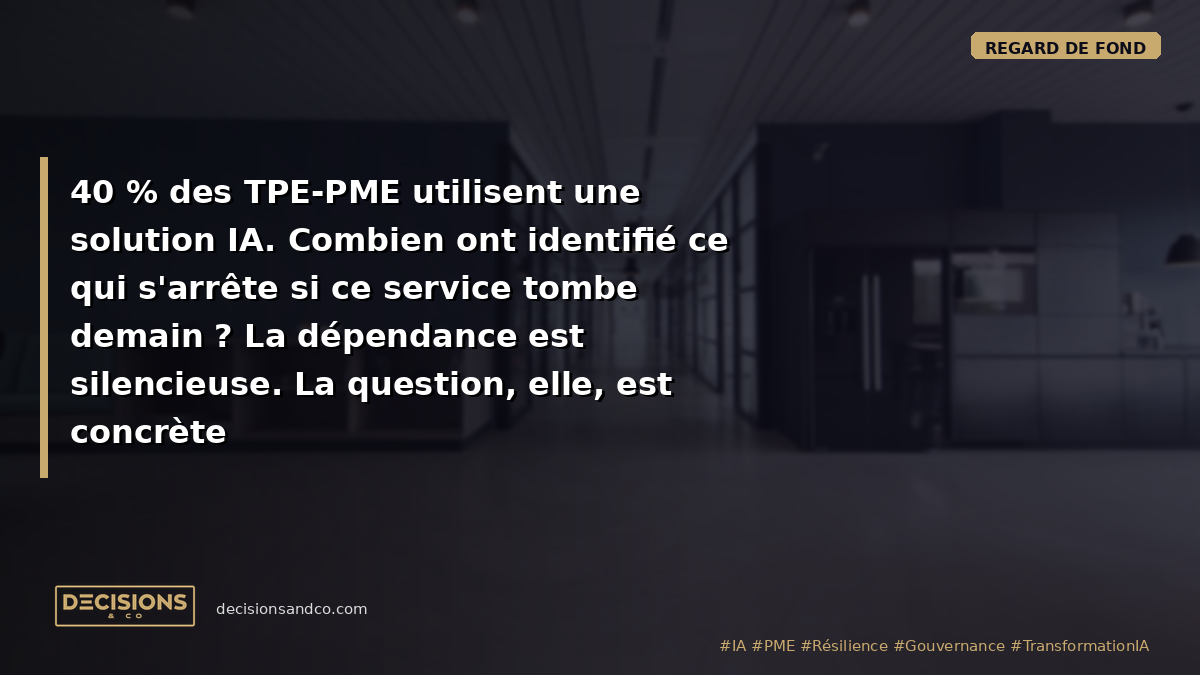 REGARD DE FOND
40 % des TPE-PME utilisent une
solution IA. Combien ont identifié ce
qui s'arrête si ce service tombe
demain ? La dépendance est
silencieuse. La question, elle, est
concrète
DECISIONS
& CO
decisionsandco.com
#IA #PME #Résilience #Gouvernance #TransformationIA